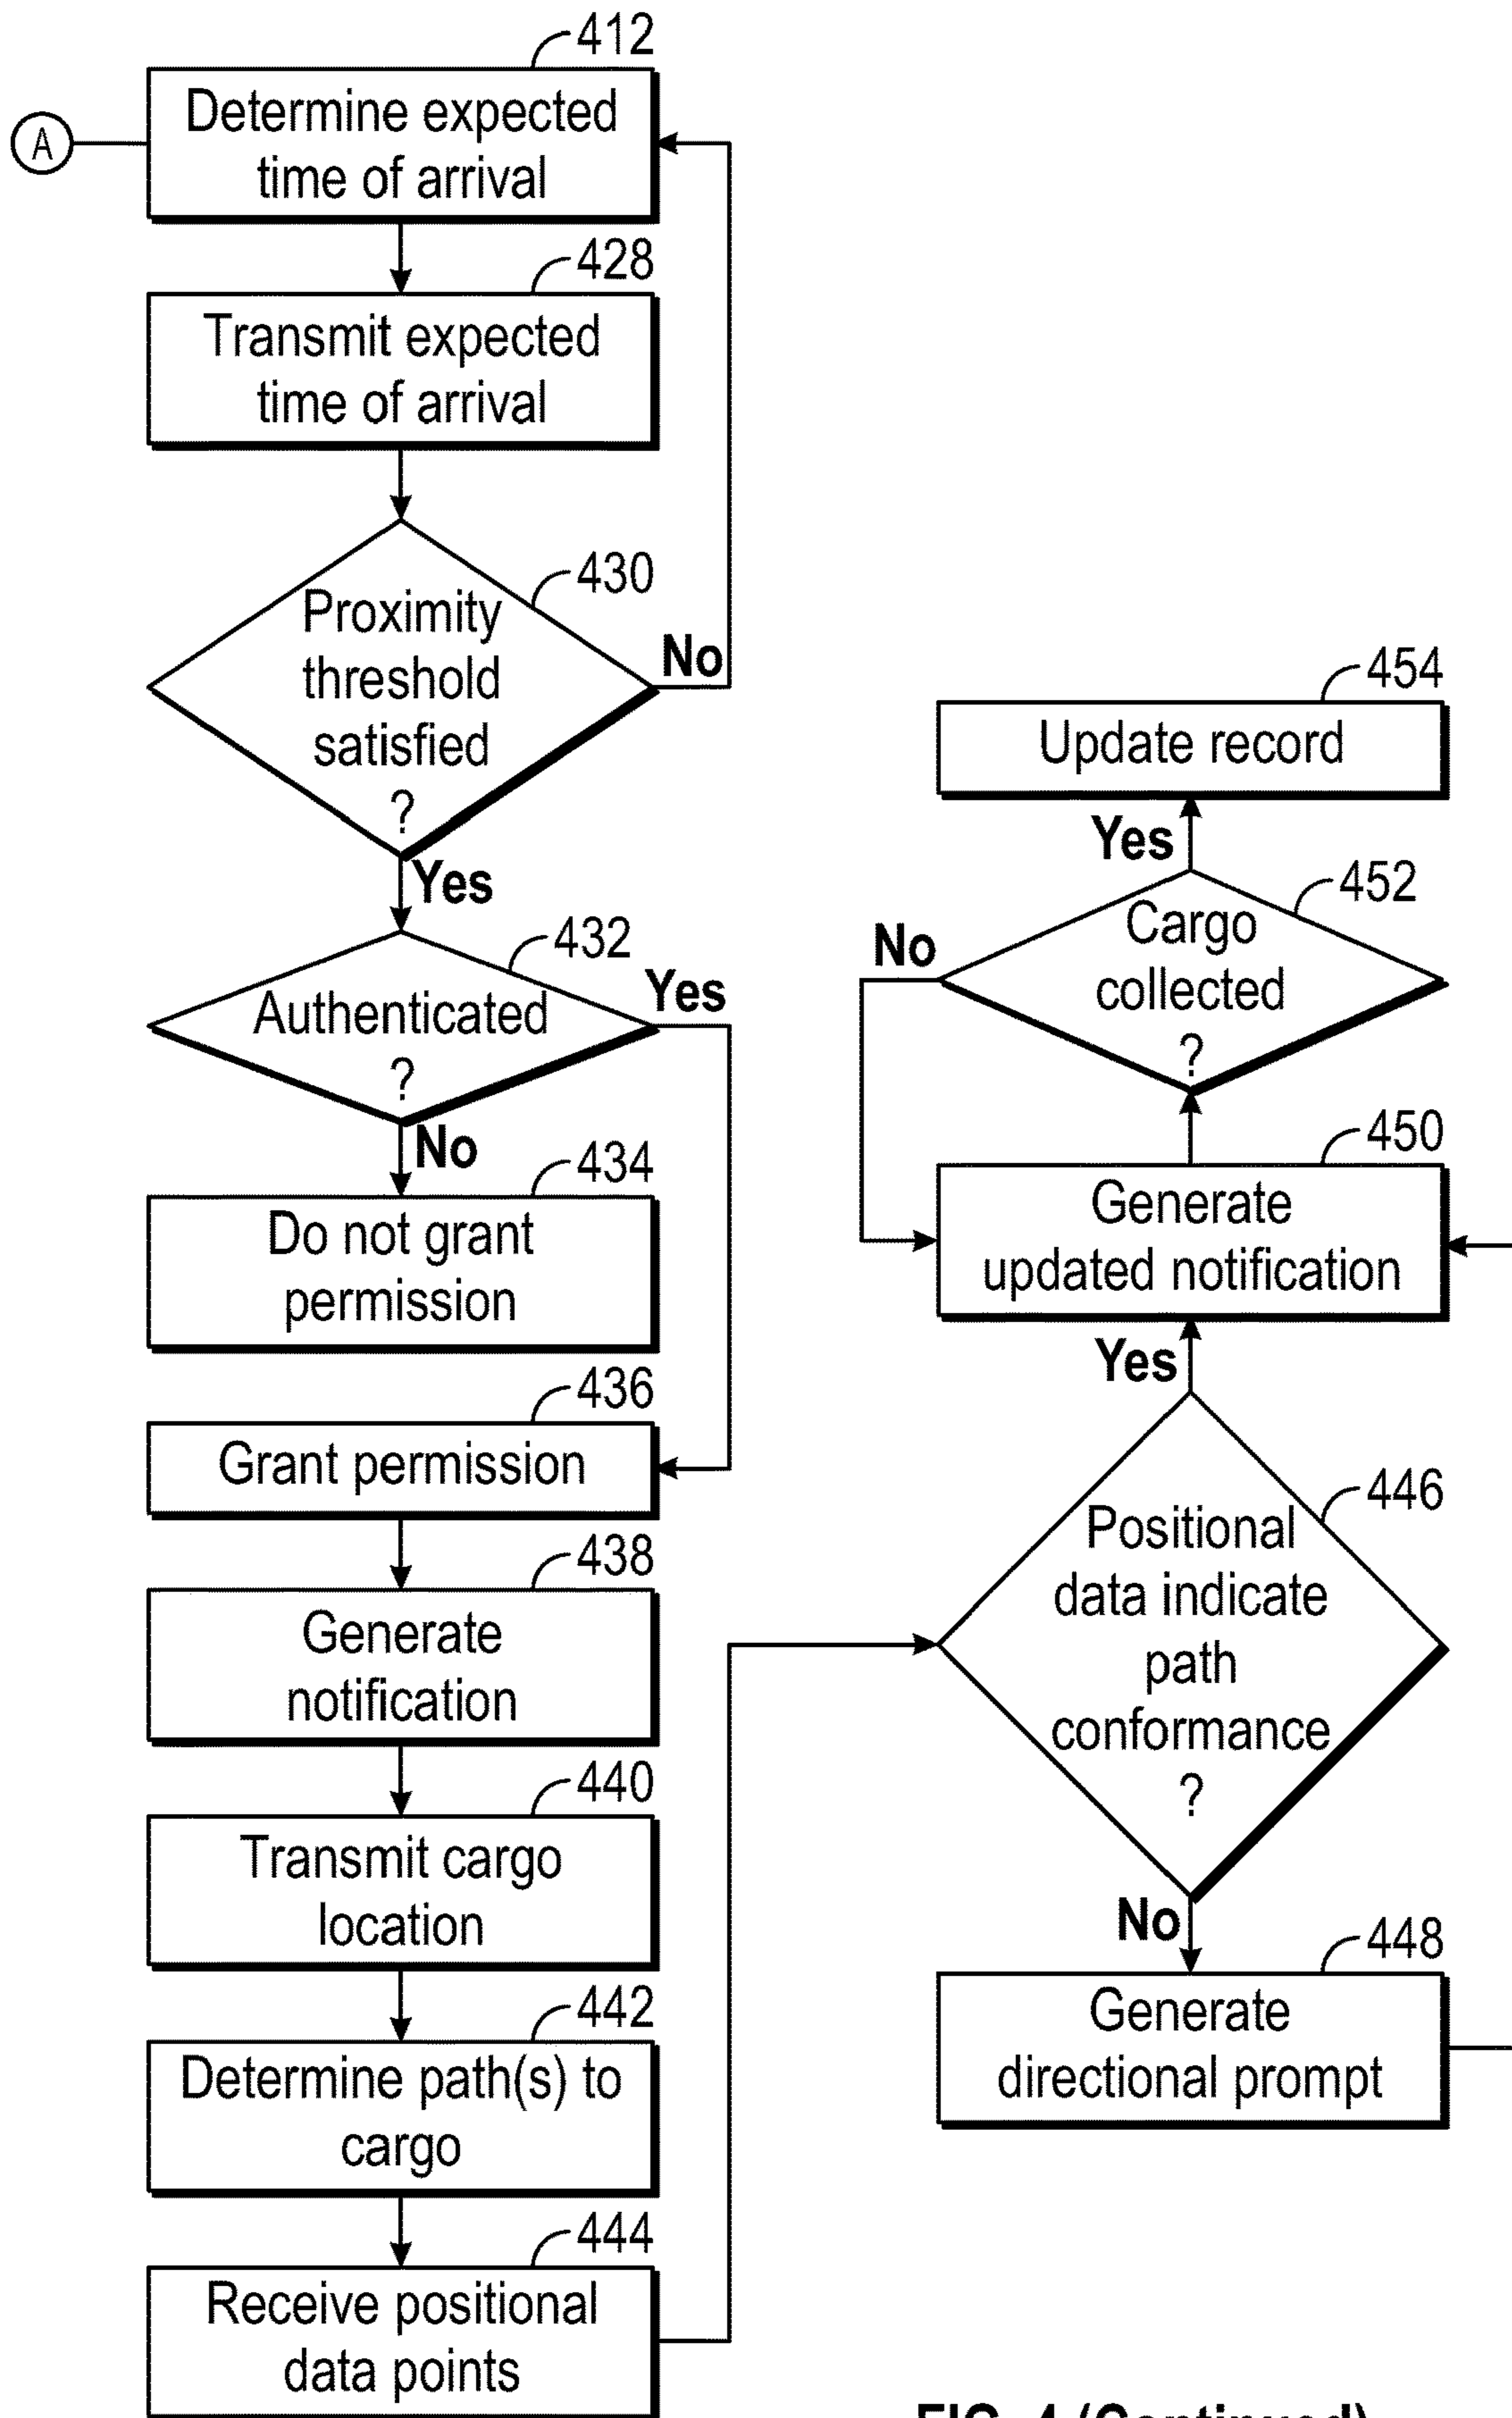 412
A
Determine expected
time of arrival
428
Transmit expected
time of arrival
430
Proximity
threshold
satisfied
?
No
Yes
432
Authenticated
?
Yes
No
434
Do not grant
permission
436
Grant permission
438
Generate
notification
440
Transmit cargo
location
442
Determine path(s) to
cargo
444
Receive positional
data points
454
Update record
Yes
452
Cargo
collected
?
No
450
Generate
updated notification
Yes
446
Positional
data indicate
path
conformance
?
No
448
Generate
directional prompt
FIG. 4 (Continued)